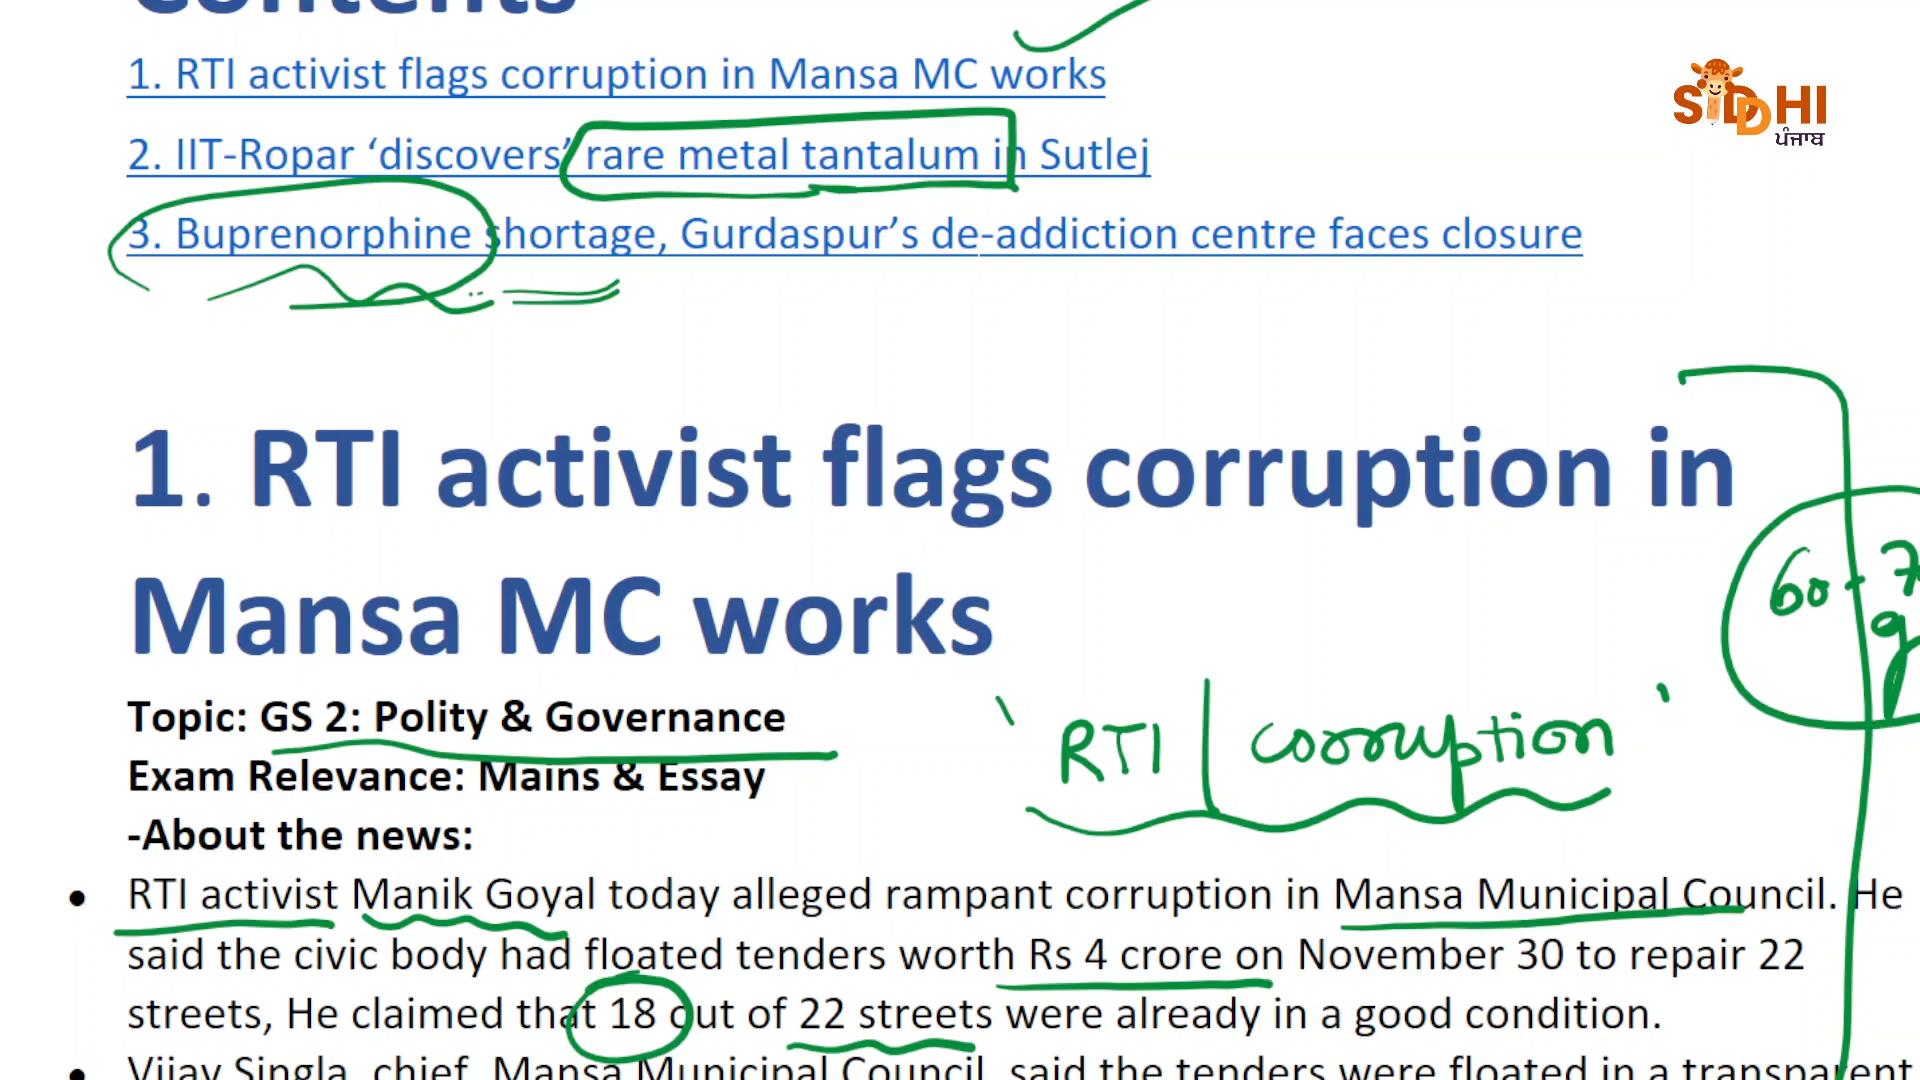 Contents
1. RTI activist flags corruption in Mansa MC works
SIDDHI
ਪੰਜਾਬ
2. IIT-Ropar ‘discovers’ rare metal tantalum in Sutlej
3. Buprenorphine shortage, Gurdaspur’s de-addiction centre faces closure
1. RTI activist flags corruption in
Mansa MC works
60-7
Topic: GS 2: Polity & Governance
RTI | corruption
Exam Relevance: Mains & Essay
-About the news:
• RTI activist Manik Goyal today alleged rampant corruption in Mansa Municipal Council. He
said the civic body had floated tenders worth Rs 4 crore on November 30 to repair 22
streets, He claimed that 18 out of 22 streets were already in a good condition.
• Vijay Singla, chief, Mansa Municipal Council, said the tenders were floated in a transparent